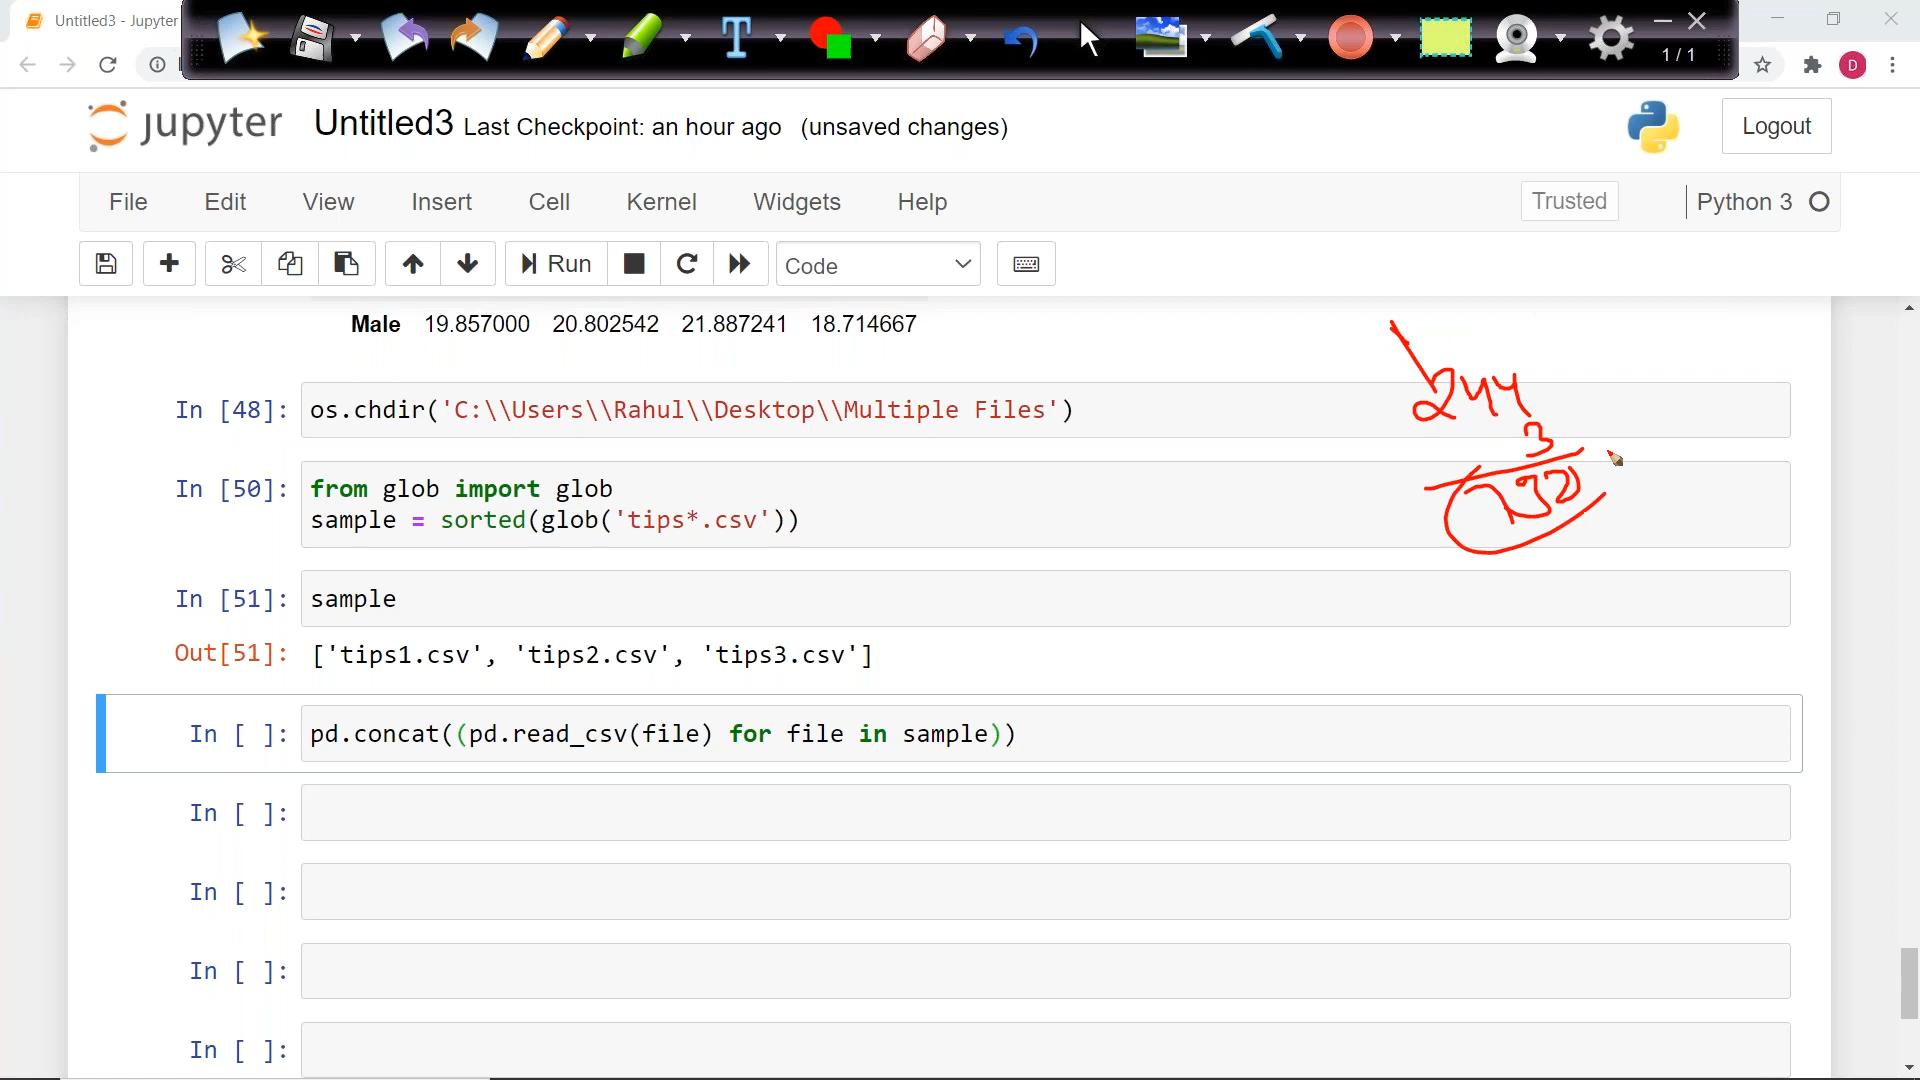 Untitled3 - Jupyter
1 / 1
D
jupyter Untitled3 Last Checkpoint: an hour ago (unsaved changes)
Logout
File Edit View Insert Cell Kernel Widgets Help
Trusted
Python 3
Run
Code
Male 19.857000 20.802542 21.887241 18.714667
In [48]: os.chdir('C:\\Users\\Rahul\\Desktop\\Multiple Files')
244
3
732
In [50]: from glob import glob
sample = sorted(glob('tips*.csv'))
In [51]: sample
Out[51]: ['tips1.csv', 'tips2.csv', 'tips3.csv']
In [ ]: pd.concat((pd.read_csv(file) for file in sample))
In [ ]:
In [ ]:
In [ ]:
In [ ]: